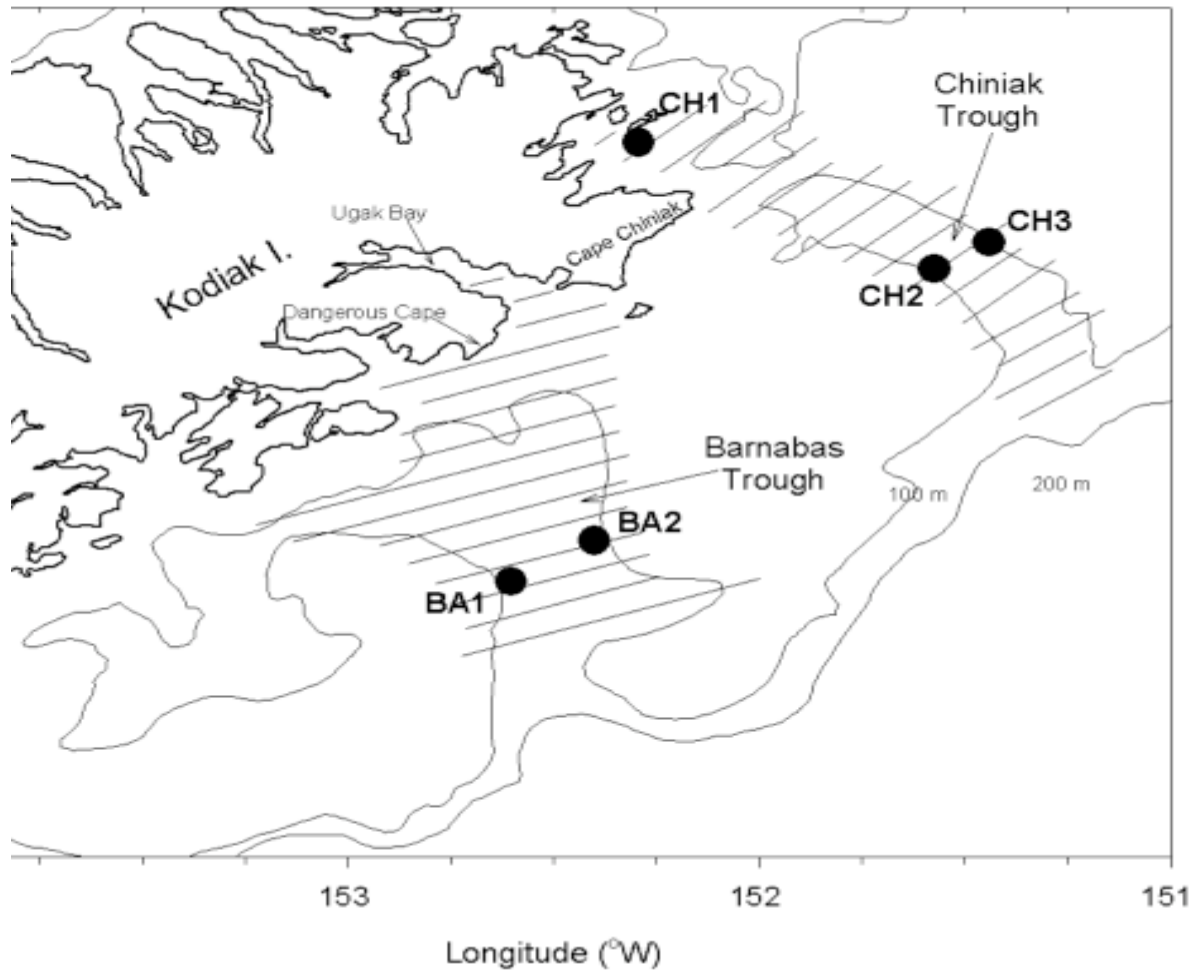 CH1
Chiniak
Trough
Ugak Bay
Cape Chiniak
CH3
Kodiak I.
CH2
Dangerous Cape
Barnabas
Trough
100 m
200 m
BA2
BA1
153
152
151
Longitude (°W)